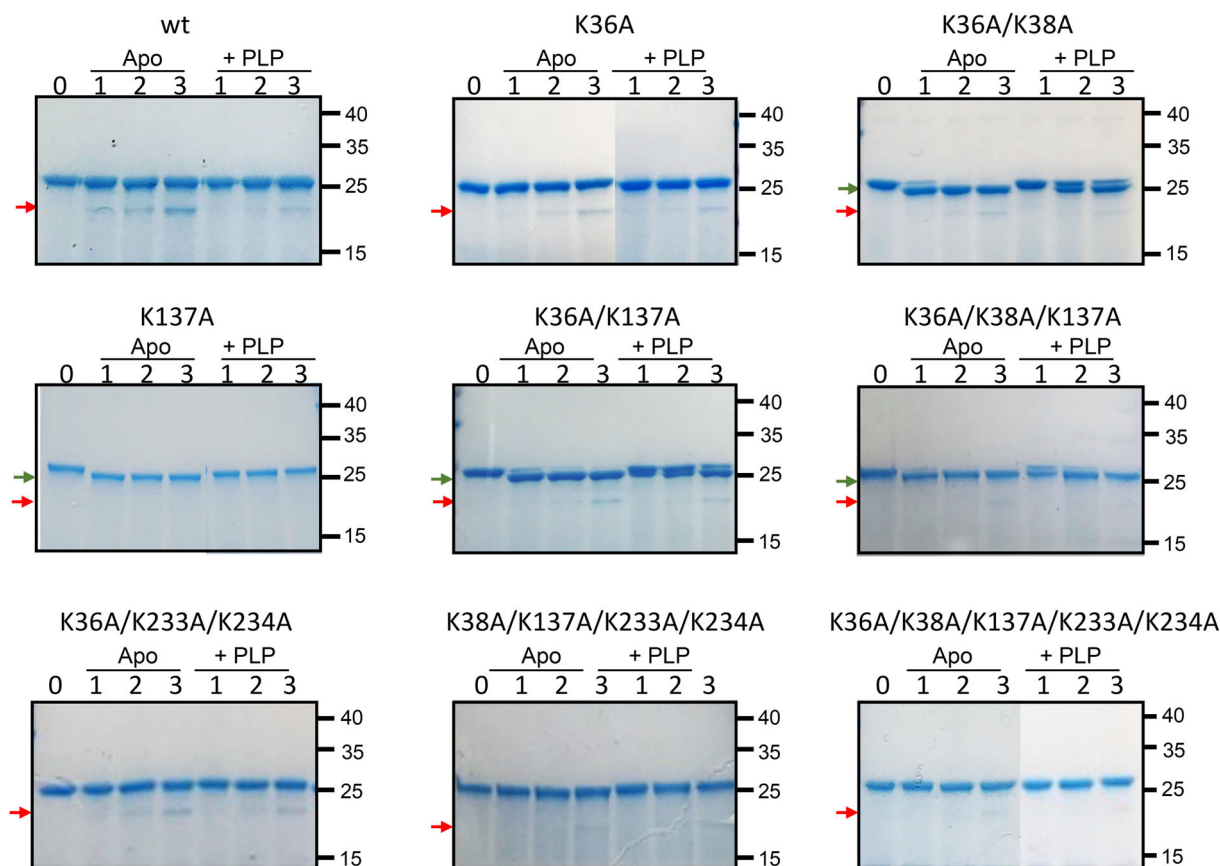 wt
Apo + PLP
0 1 2 3 1 2 3
40
35
25
15
K36A
Apo + PLP
0 1 2 3 1 2 3
40
35
25
15
K36A/K38A
Apo + PLP
0 1 2 3 1 2 3
40
35
25
15
K137A
Apo + PLP
0 1 2 3 1 2 3
40
35
25
15
K36A/K137A
Apo + PLP
0 1 2 3 1 2 3
40
35
25
15
K36A/K38A/K137A
Apo + PLP
0 1 2 3 1 2 3
40
35
25
15
K36A/K233A/K234A
Apo + PLP
0 1 2 3 1 2 3
40
35
25
15
K38A/K137A/K233A/K234A
Apo + PLP
0 1 2 3 1 2 3
40
35
25
15
K36A/K38A/K137A/K233A/K234A
Apo + PLP
0 1 2 3 1 2 3
40
35
25
15